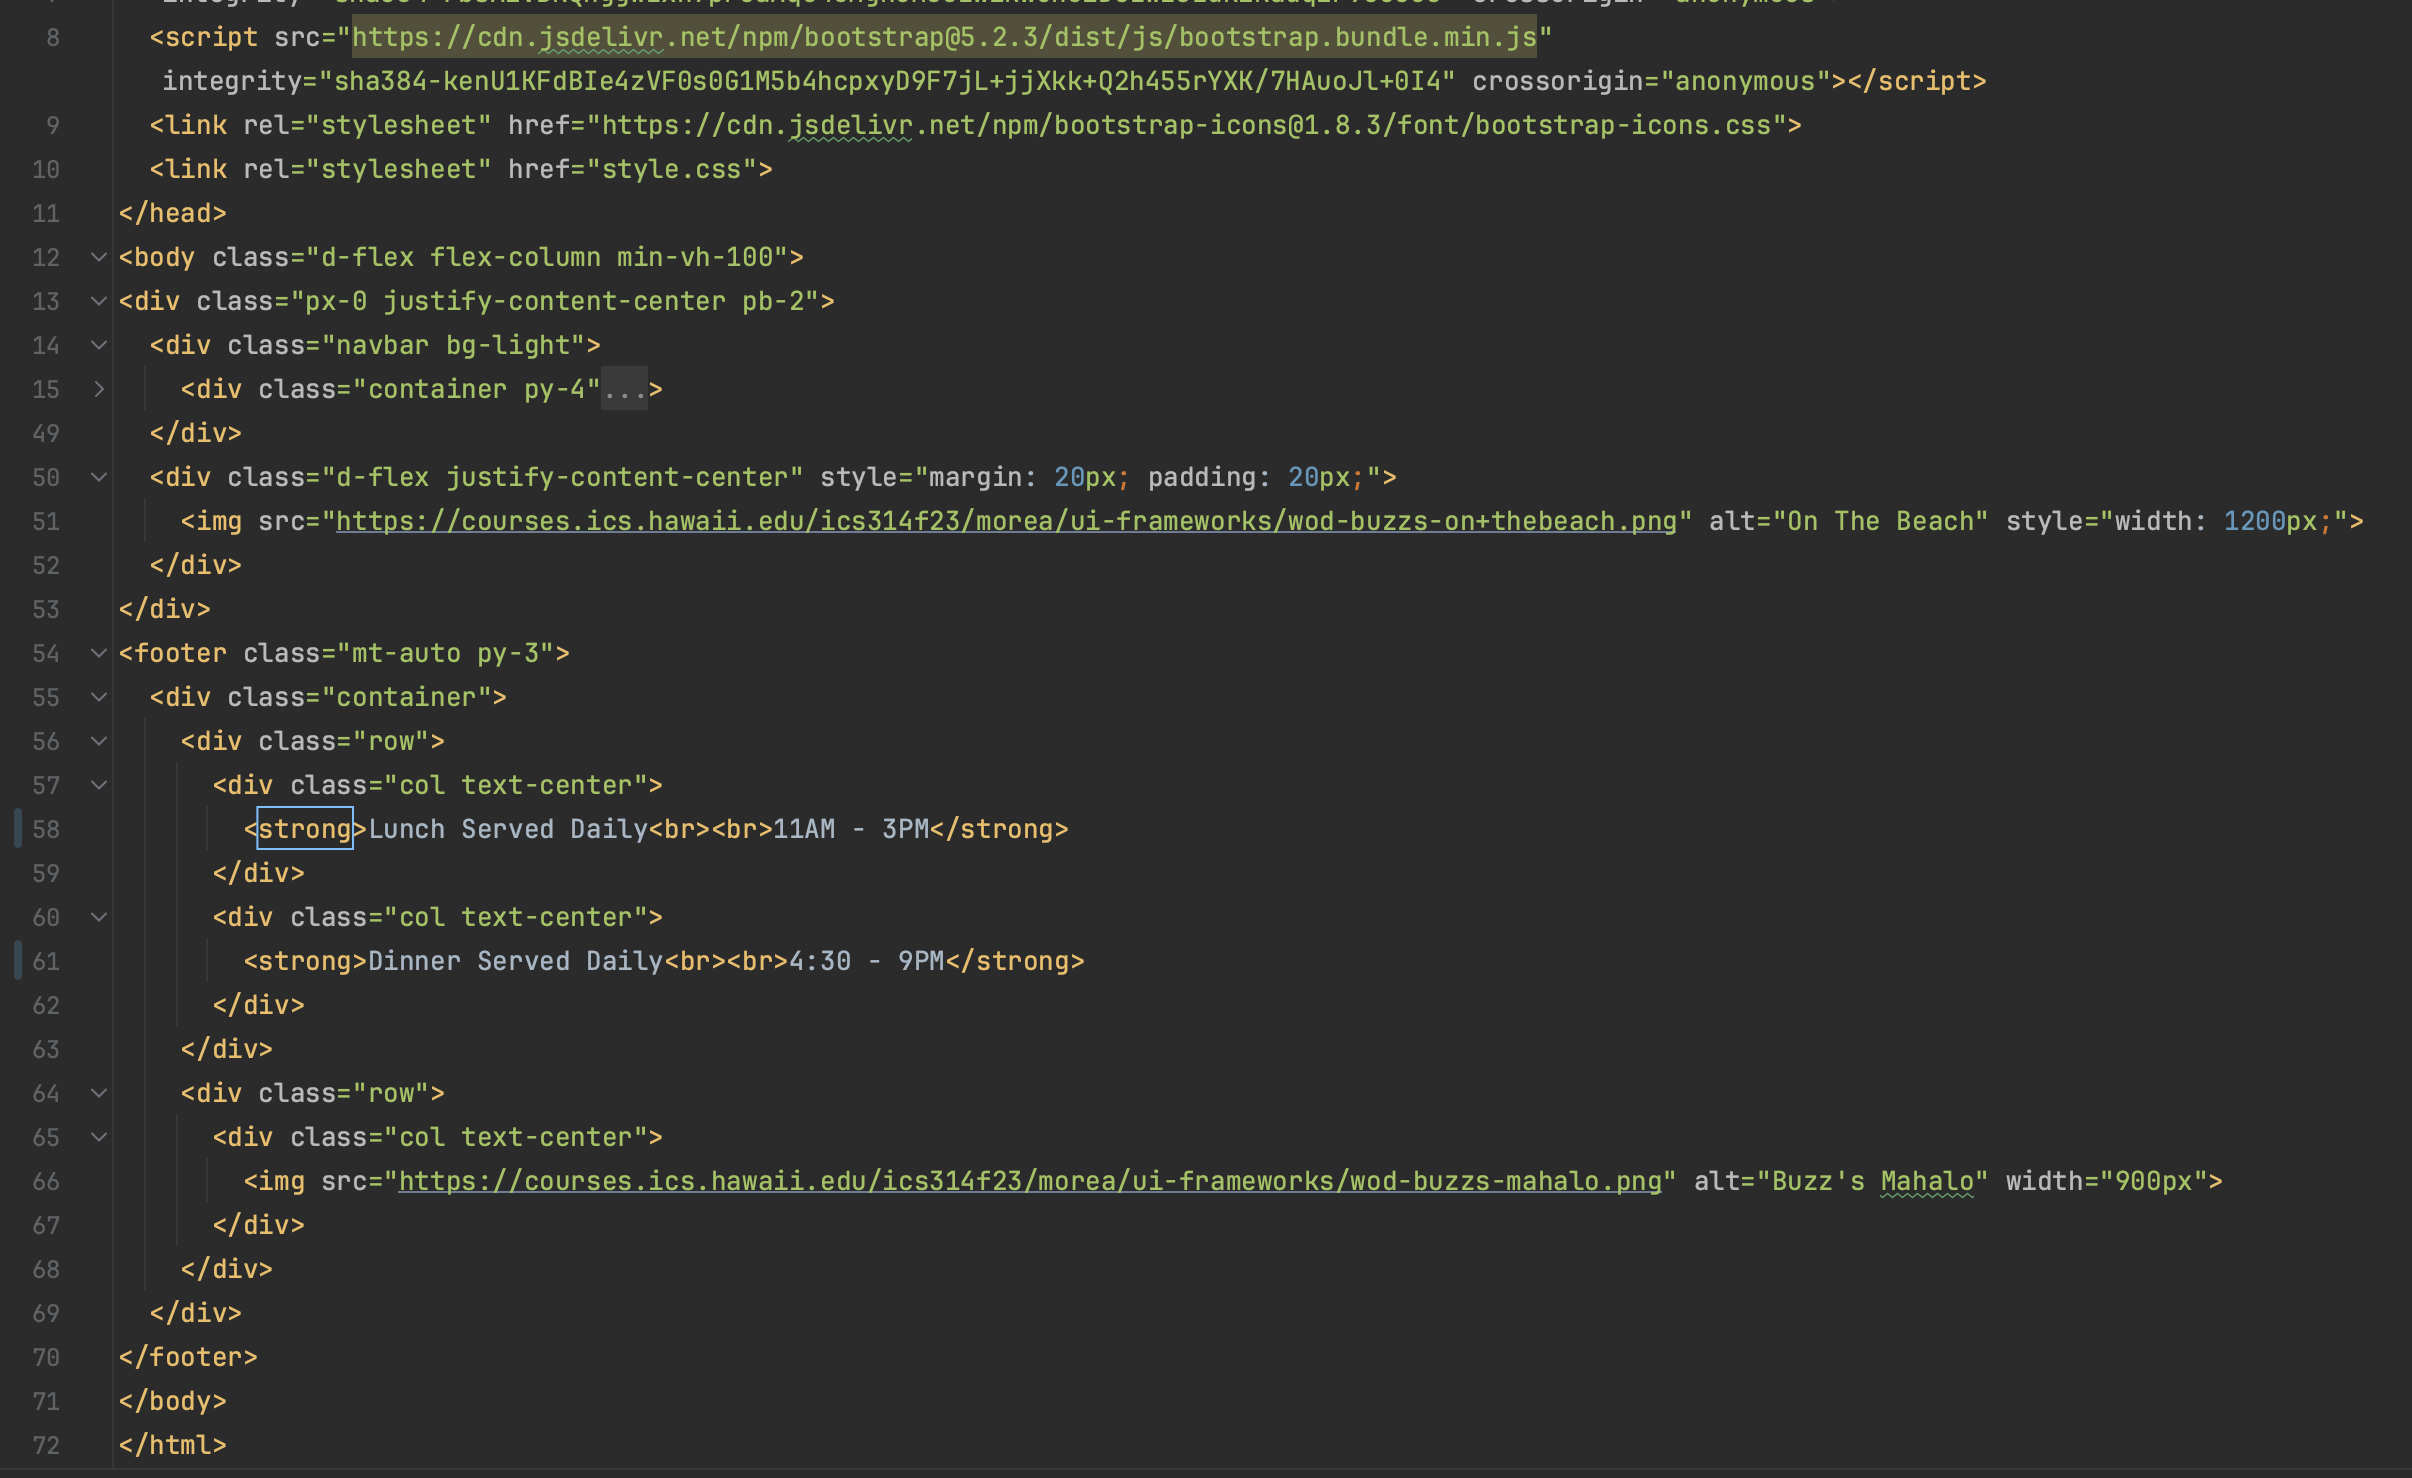 8 <script src="https://cdn.jsdelivr.net/npm/bootstrap@5.2.3/dist/js/bootstrap.bundle.min.js"
integrity="sha384-kenU1KFdBIe4zVF0s0G1M5b4hcpxyD9F7jL+jjXkk+Q2h455rYXK/7HAuoJl+0I4" crossorigin="anonymous"></script>
9 <link rel="stylesheet" href="https://cdn.jsdelivr.net/npm/bootstrap-icons@1.8.3/font/bootstrap-icons.css">
10 <link rel="stylesheet" href="style.css">
11 </head>
12 <body class="d-flex flex-column min-vh-100">
13 <div class="px-0 justify-content-center pb-2">
14 <div class="navbar bg-light">
15 <div class="container py-4"...>
49 </div>
50 <div class="d-flex justify-content-center" style="margin: 20px; padding: 20px;">
51 <img src="https://courses.ics.hawaii.edu/ics314f23/morea/ui-frameworks/wod-buzzs-on+thebeach.png" alt="On The Beach" style="width: 1200px;">
52 </div>
53 </div>
54 <footer class="mt-auto py-3">
55 <div class="container">
56 <div class="row">
57 <div class="col text-center">
58 <strong>Lunch Served Daily<br><br>11AM - 3PM</strong>
59 </div>
60 <div class="col text-center">
61 <strong>Dinner Served Daily<br><br>4:30 - 9PM</strong>
62 </div>
63 </div>
64 <div class="row">
65 <div class="col text-center">
66 <img src="https://courses.ics.hawaii.edu/ics314f23/morea/ui-frameworks/wod-buzzs-mahalo.png" alt="Buzz's Mahalo" width="900px">
67 </div>
68 </div>
69 </div>
70 </footer>
71 </body>
72 </html>